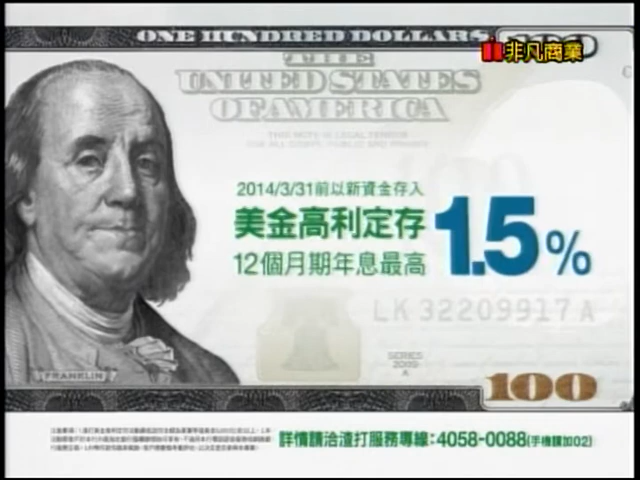 ONE HUNDRED DOLLARS
非凡商業
THE
UNITED STATES
OF AMERICA
THIS NOTE IS LEGAL TENDER
FOR ALL DEBTS, PUBLIC AND PRIVATE
2014/3/31前以新資金存入
美金高利定存
12個月期年息最高
1.5%
LK 32209917 A
SERIES
2009
A
FRANKLIN
100
詳情請洽渣打服務專線:4058-0088(手機請加02)